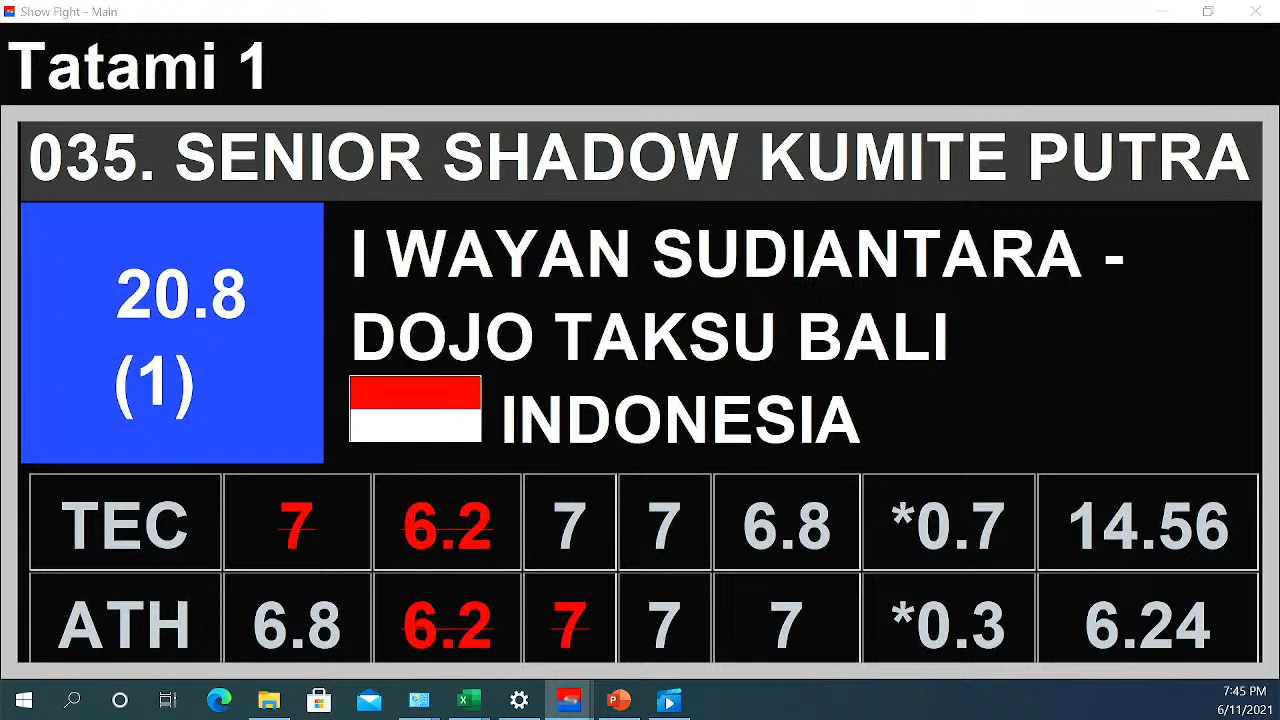 Show Fight - Main
Tatami 1
035. SENIOR SHADOW KUMITE PUTRA
20.8
(1)
I WAYAN SUDIANTARA -
DOJO TAKSU BALI
INDONESIA
TEC 7 6.2 7 7 6.8 *0.7 14.56
ATH 6.8 6.2 7 7 7 *0.3 6.24
7:45 PM
6/11/2021